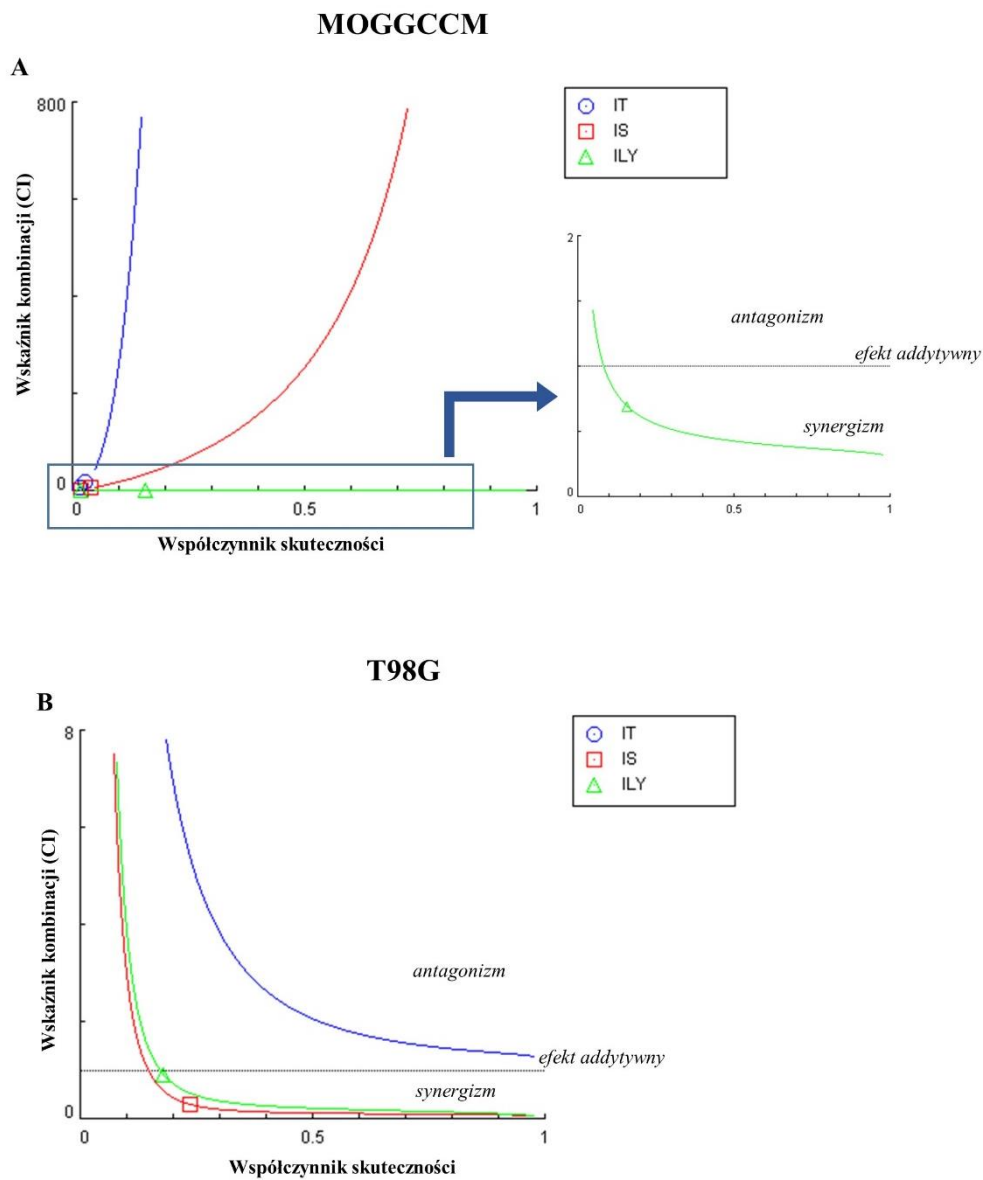 MOGGCCM
A
800
0
0
0.5
1
Wskaźnik kombinacji (CI)
Współczynnik skuteczności
IT
IS
ILY
2
0
0
0.5
1
antagonizm
efekt addytywny
synergizm
T98G
B
8
0
0
0.5
1
Wskaźnik kombinacji (CI)
Współczynnik skuteczności
IT
IS
ILY
antagonizm
efekt addytywny
synergizm